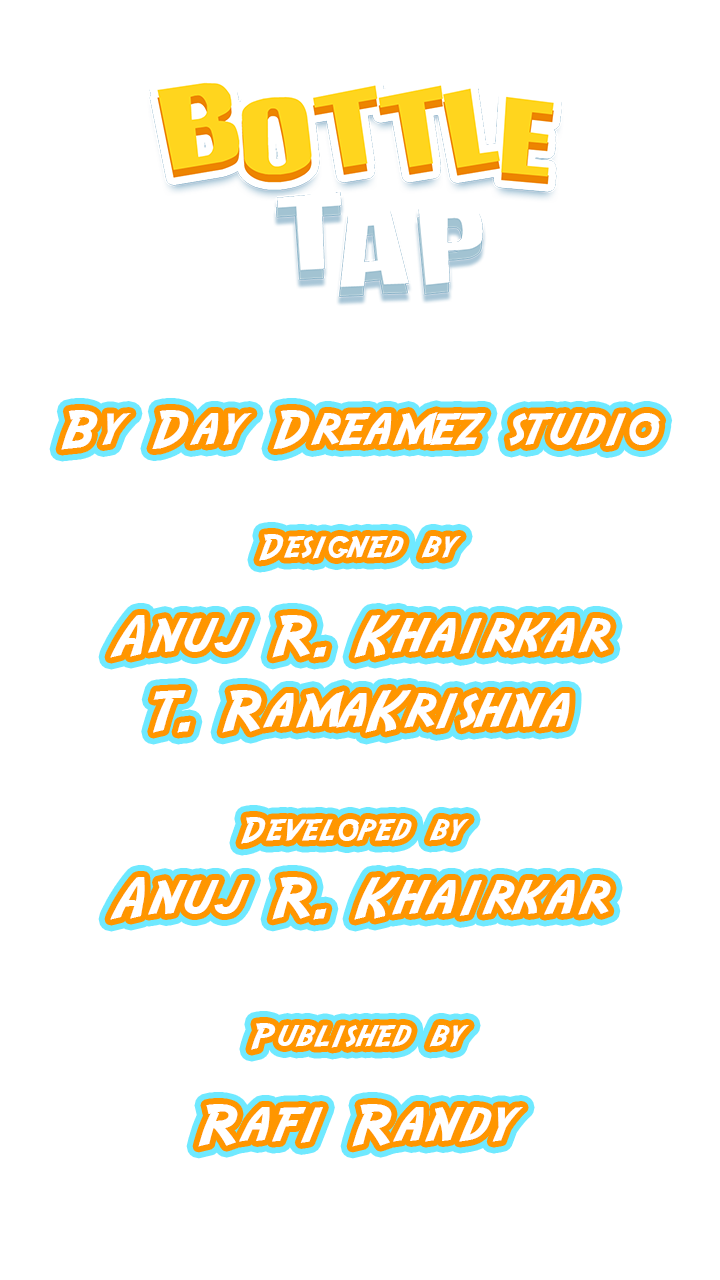 Bottle
Tap
By Day Dreamez studio
Designed by
Anuj R. Khairkar
T. RamaKrishna
Developed by
Anuj R. Khairkar
Published by
Rafi Randy